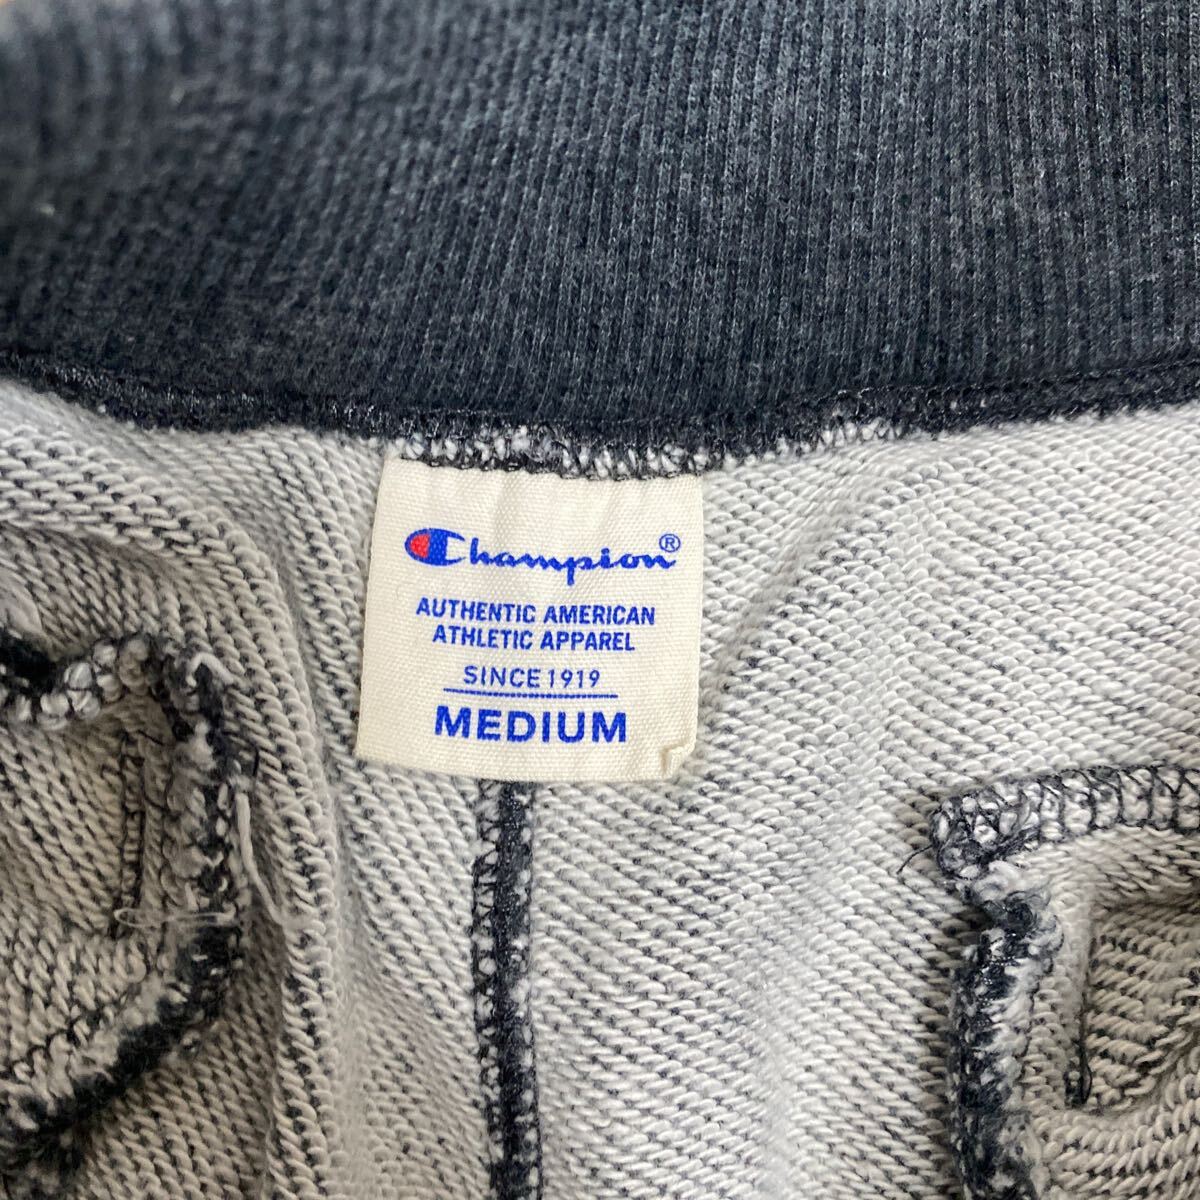 Champion®
AUTHENTIC AMERICAN
ATHLETIC APPAREL
SINCE 1919
MEDIUM